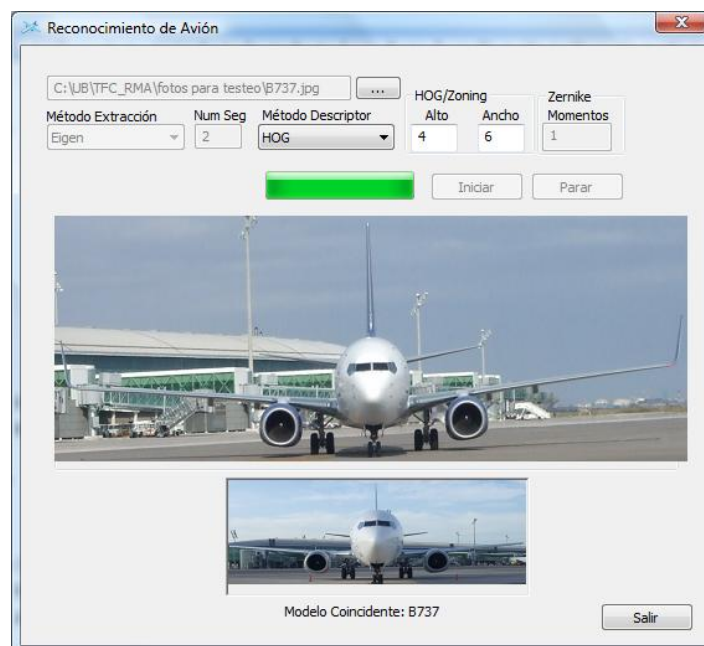 Reconocimiento de Avión
C:\UB\TFC_RMA\fotos para testeo\B737.jpg ...
HOG/Zoning Zernike
Método Extracción Num Seg Método Descriptor Alto Ancho Momentos
Eigen 2 HOG 4 6 1
Iniciar Parar
Modelo Coincidente: B737
Salir